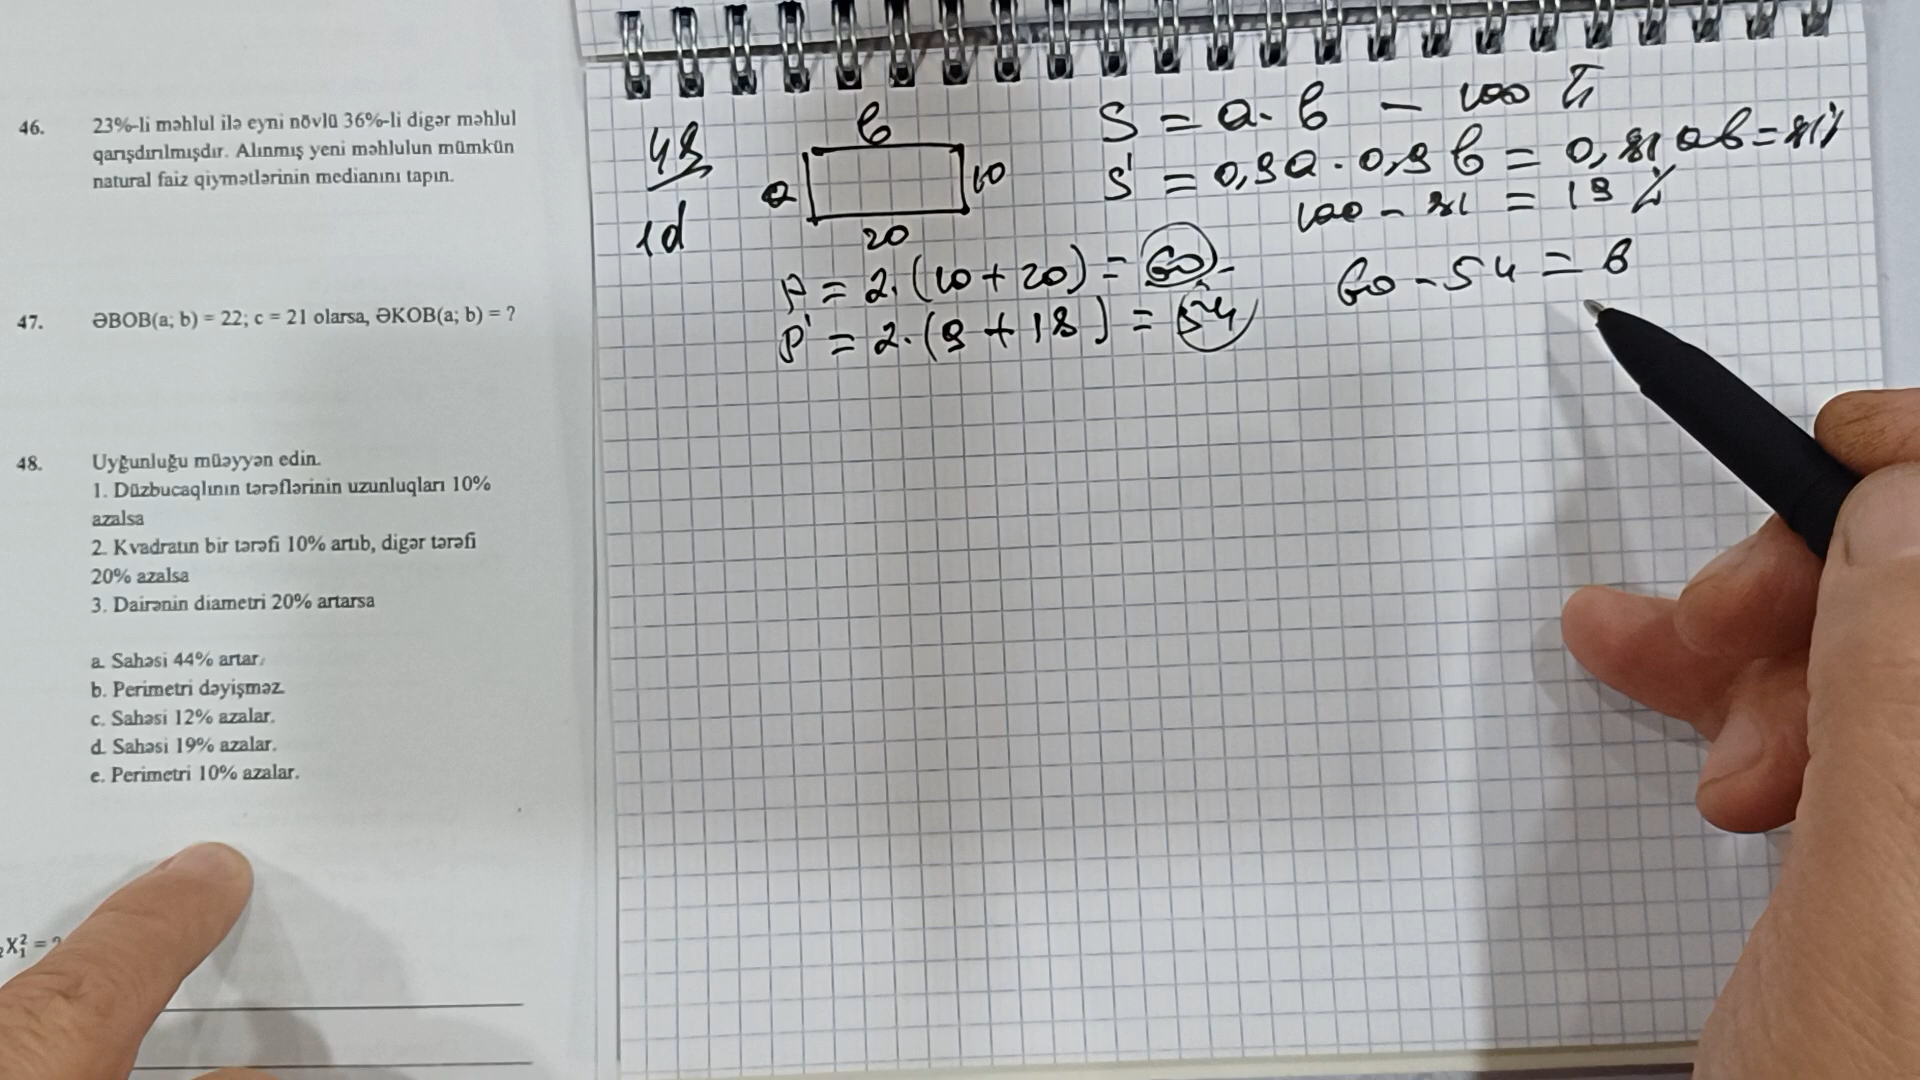 46. 23%-li məhlul ilə eyni növlü 36%-li digər məhlul
qarışdırılmışdır. Alınmış yeni məhlulun mümkün
natural faiz qiymətlərinin medianını tapın.
47. ƏBOB(a; b) = 22; c = 21 olarsa, ƏKOB(a; b) = ?
48. Uyğunluğu müəyyən edin.
1. Düzbucaqlının tərəflərinin uzunluqları 10%
azalsa
2. Kvadratın bir tərəfi 10% artıb, digər tərəfi
20% azalsa
3. Dairənin diametri 20% artarsa
a. Sahəsi 44% artar.
b. Perimetri dəyişməz.
c. Sahəsi 12% azalar.
d. Sahəsi 19% azalar.
e. Perimetri 10% azalar.
X₁² = ?
48
1d
b
a
10
20
S = a · b — 100 %
S' = 0,9a · 0,9b = 0,81 ab = 81%
100 - 81 = 19 %
P = 2 · (10 + 20) = 60
P' = 2 · (9 + 18) = 54
60 - 54 = 6